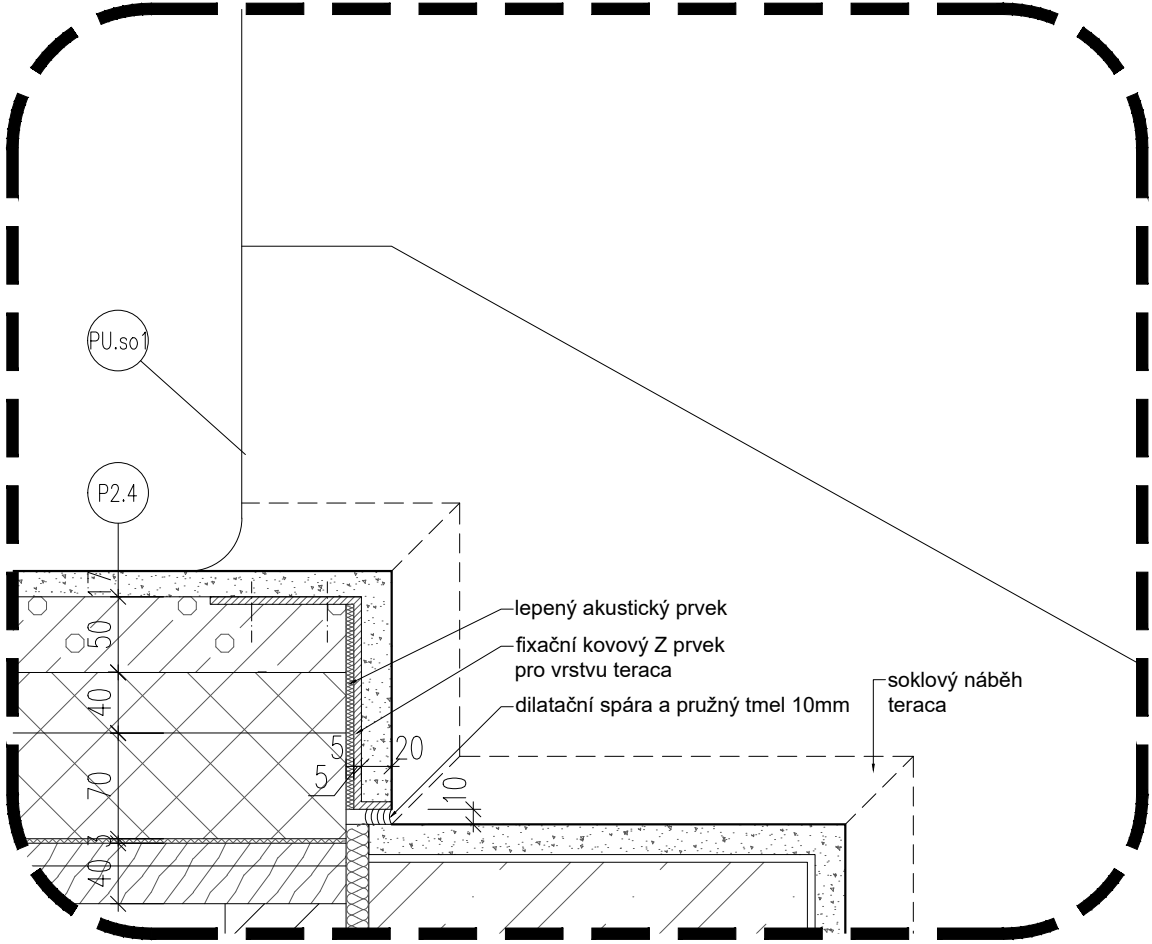 PU.so1
P2.4
17
50
40
70
3
40
lepený akustický prvek
fixační kovový Z prvek
pro vrstvu teraca
dilatační spára a pružný tmel 10mm
soklový náběh
teraca
5
20
5
10